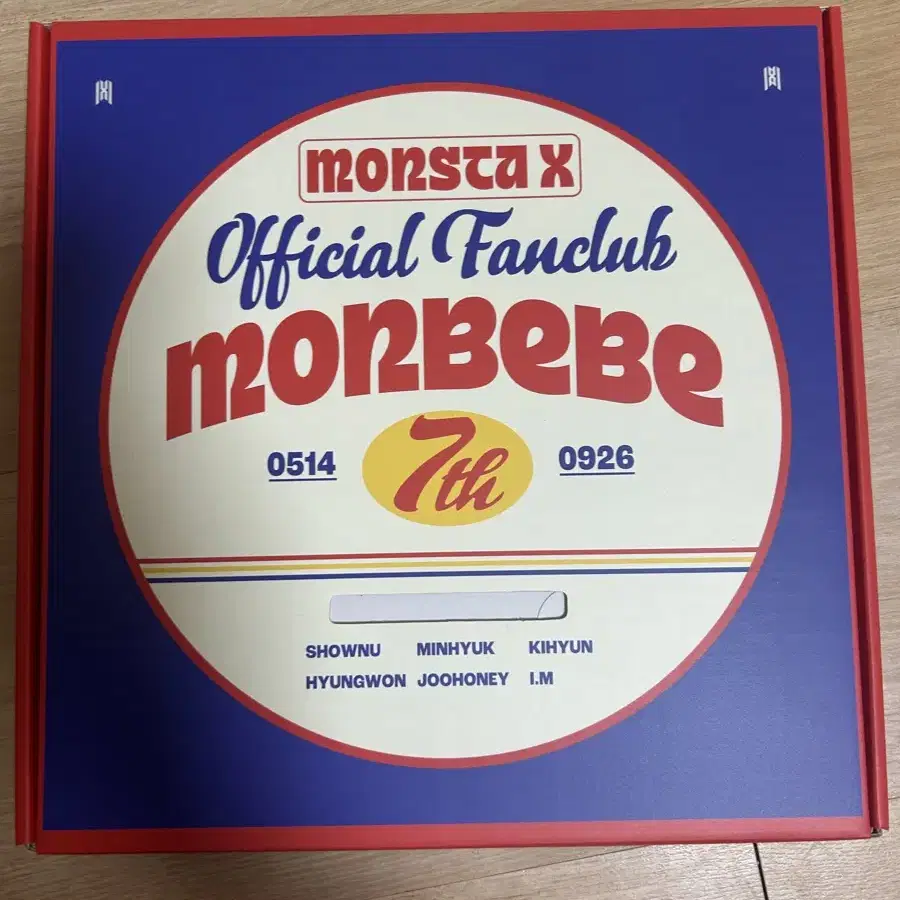 MONSTA X
Official Fanclub
MONBEBE
0514 7th 0926
SHOWNU MINHYUK KIHYUN
HYUNGWON JOOHONEY I.M